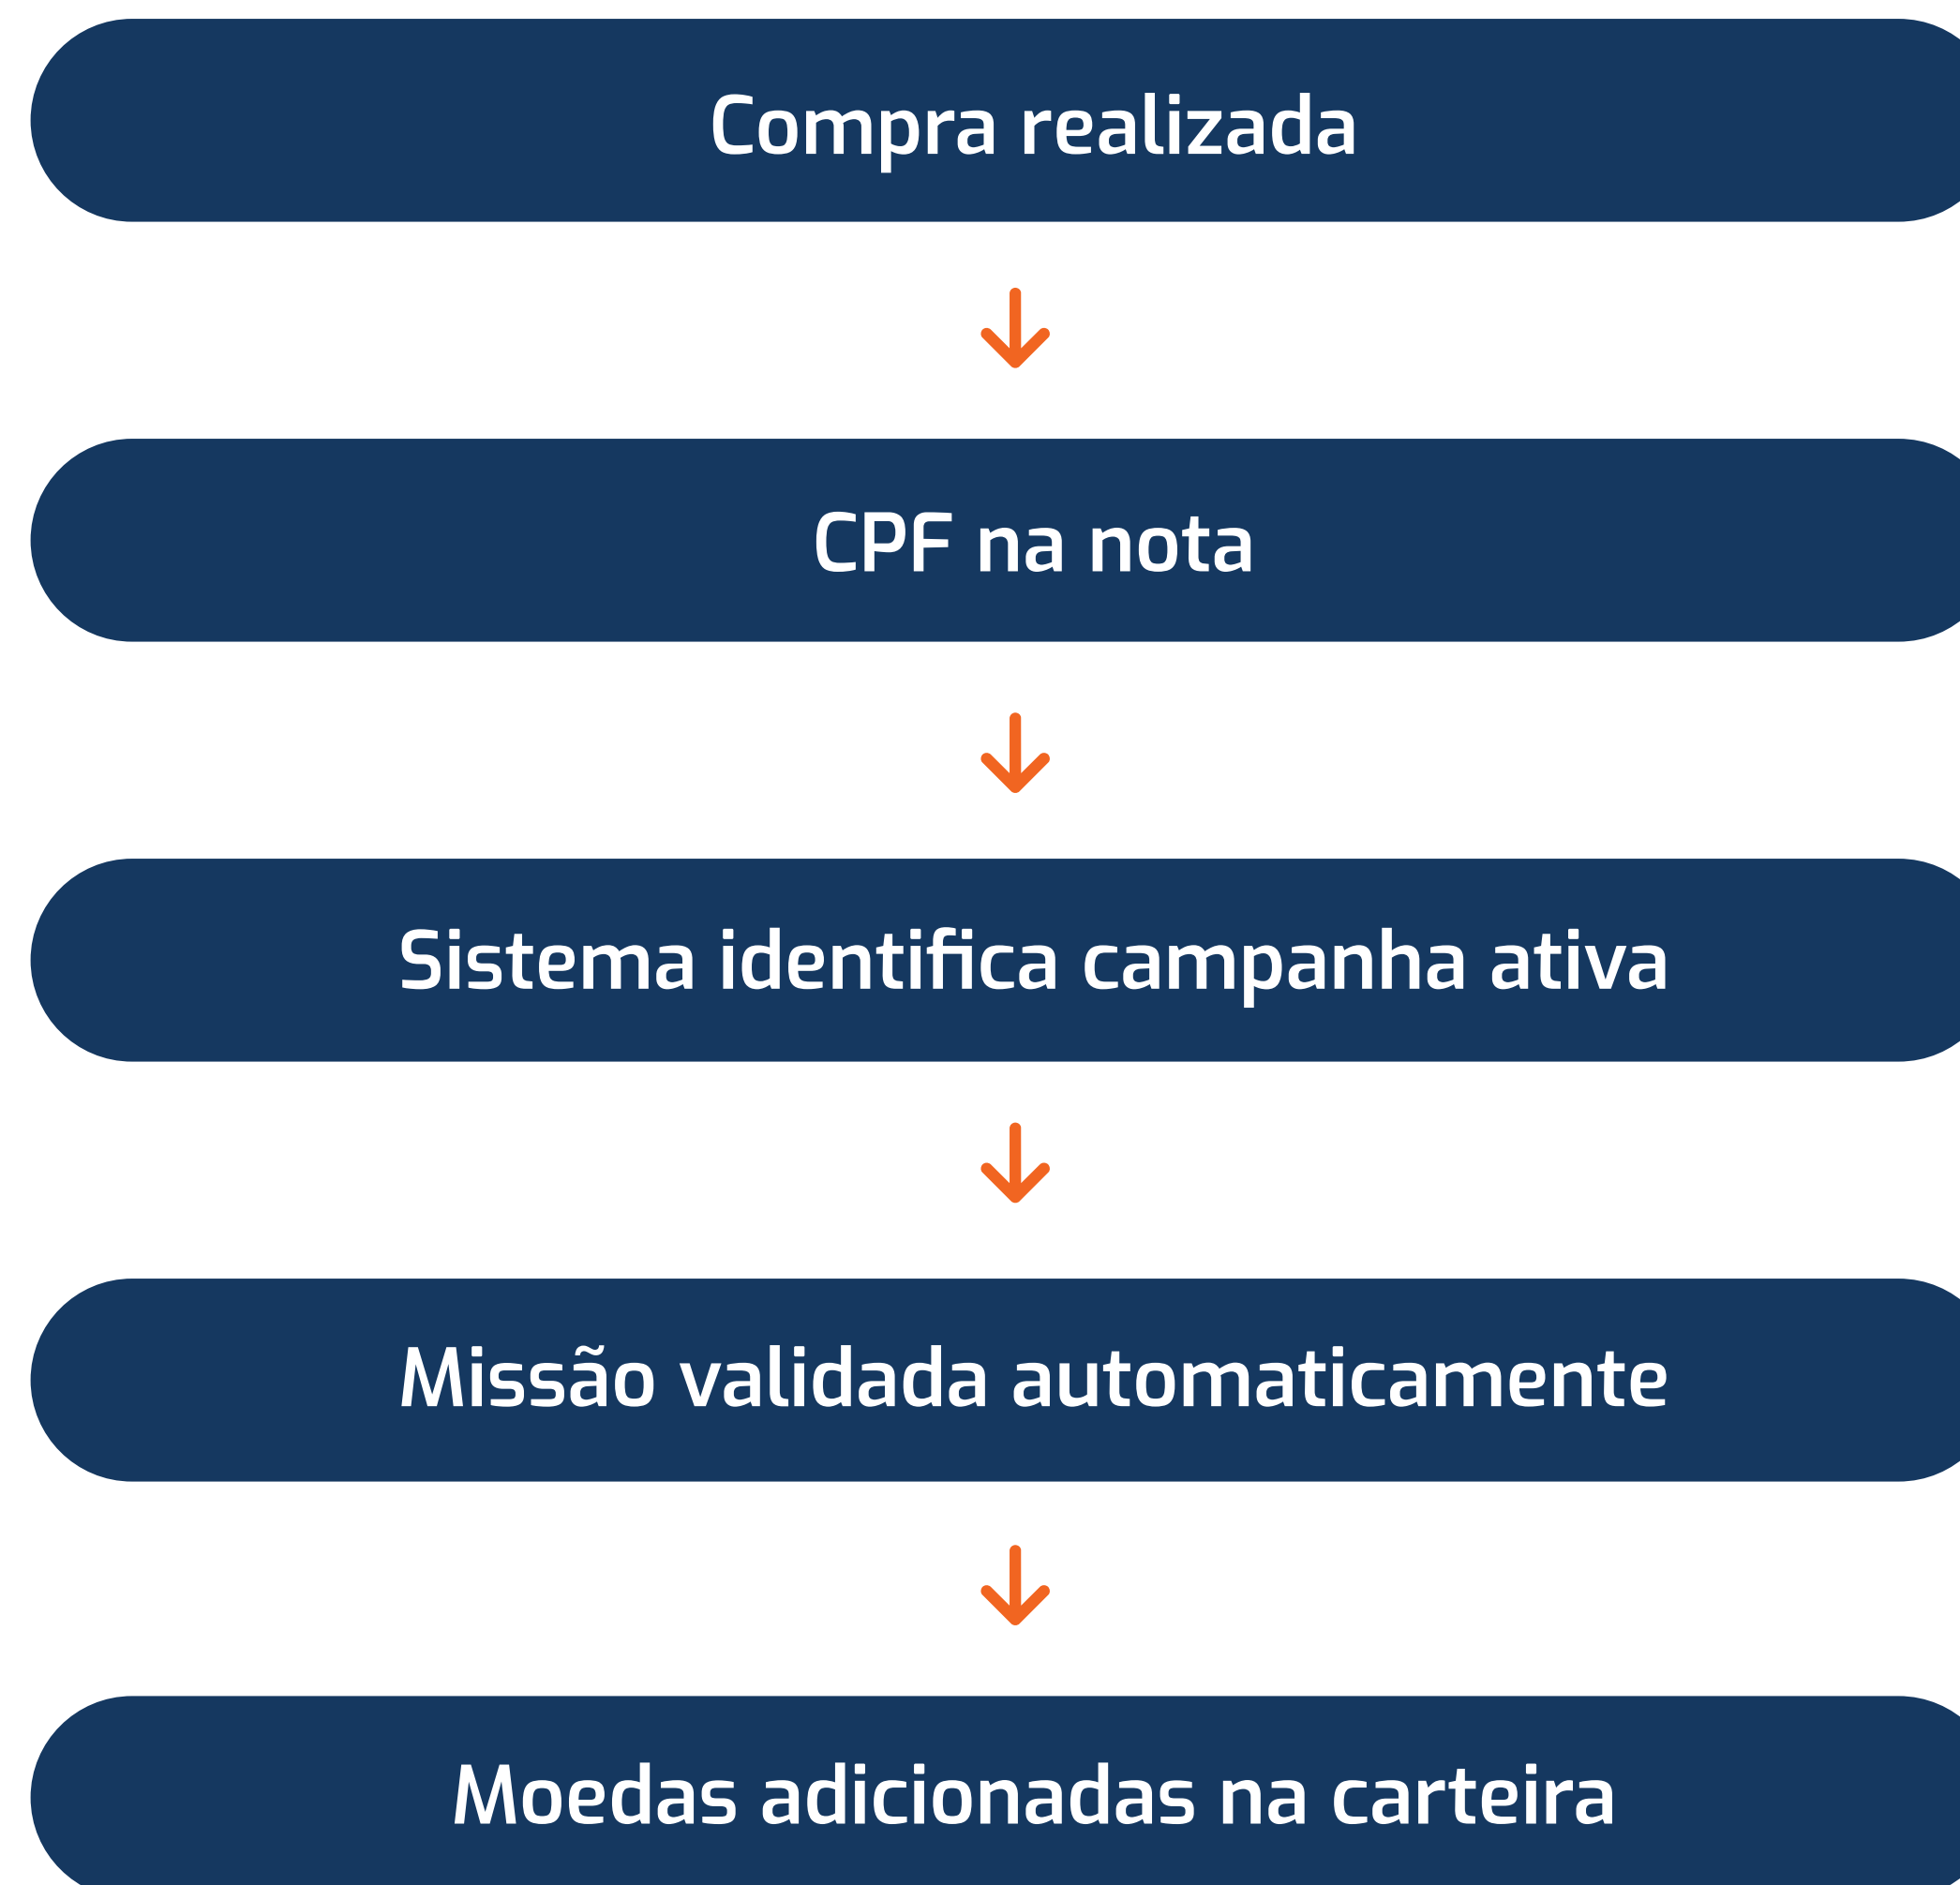 Compra realizada
CPF na nota
Sistema identifica campanha ativa
Missão validada automaticamente
Moedas adicionadas na carteira